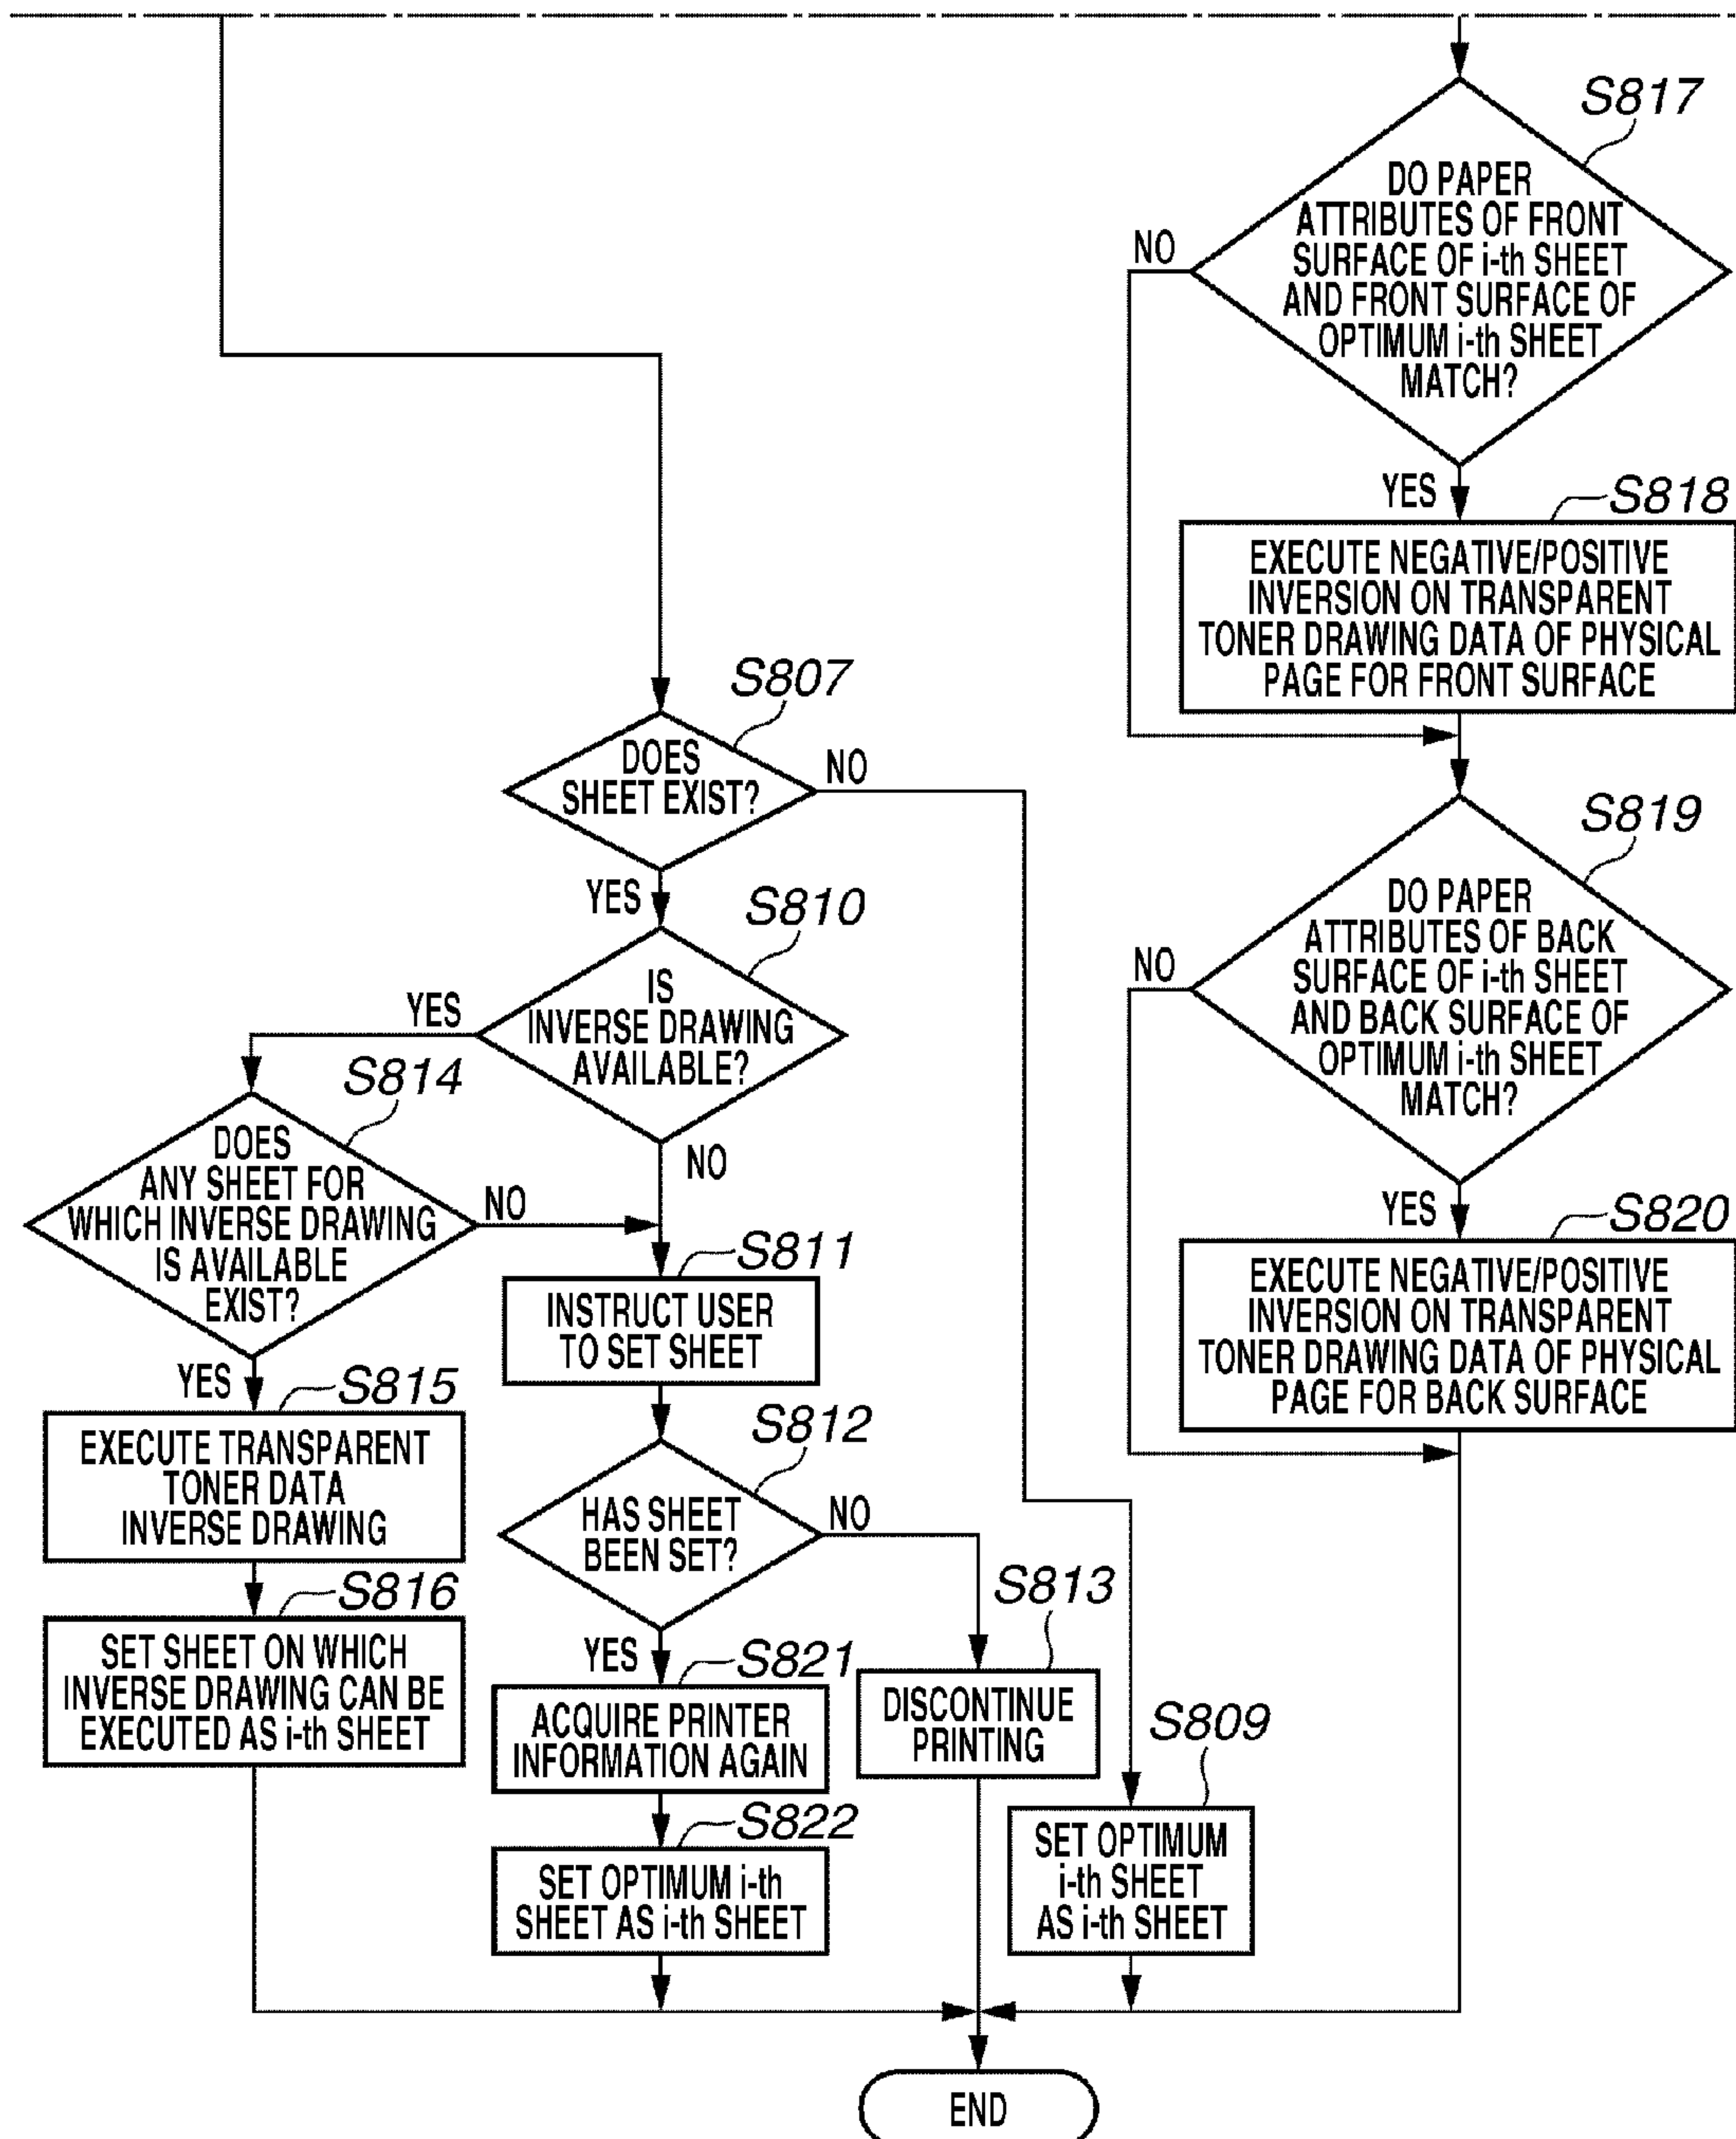 S817
DO PAPER
ATTRIBUTES OF FRONT
SURFACE OF i-th SHEET
AND FRONT SURFACE OF
OPTIMUM i-th SHEET
MATCH?
NO
YES
S818
EXECUTE NEGATIVE/POSITIVE
INVERSION ON TRANSPARENT
TONER DRAWING DATA OF PHYSICAL
PAGE FOR FRONT SURFACE
S807
DOES
SHEET EXIST?
NO
YES
S819
DO PAPER
ATTRIBUTES OF BACK
SURFACE OF i-th SHEET
AND BACK SURFACE OF
OPTIMUM i-th SHEET
MATCH?
NO
YES
S810
IS
INVERSE DRAWING
AVAILABLE?
YES
NO
S814
DOES
ANY SHEET FOR
WHICH INVERSE DRAWING
IS AVAILABLE
EXIST?
NO
YES
S820
EXECUTE NEGATIVE/POSITIVE
INVERSION ON TRANSPARENT
TONER DRAWING DATA OF PHYSICAL
PAGE FOR BACK SURFACE
S811
INSTRUCT USER
TO SET SHEET
S815
EXECUTE TRANSPARENT
TONER DATA
INVERSE DRAWING
S812
HAS SHEET
BEEN SET?
NO
YES
S816
SET SHEET ON WHICH
INVERSE DRAWING CAN BE
EXECUTED AS i-th SHEET
S821
ACQUIRE PRINTER
INFORMATION AGAIN
S813
DISCONTINUE
PRINTING
S809
SET OPTIMUM
i-th SHEET
AS i-th SHEET
S822
SET OPTIMUM i-th
SHEET AS i-th SHEET
END